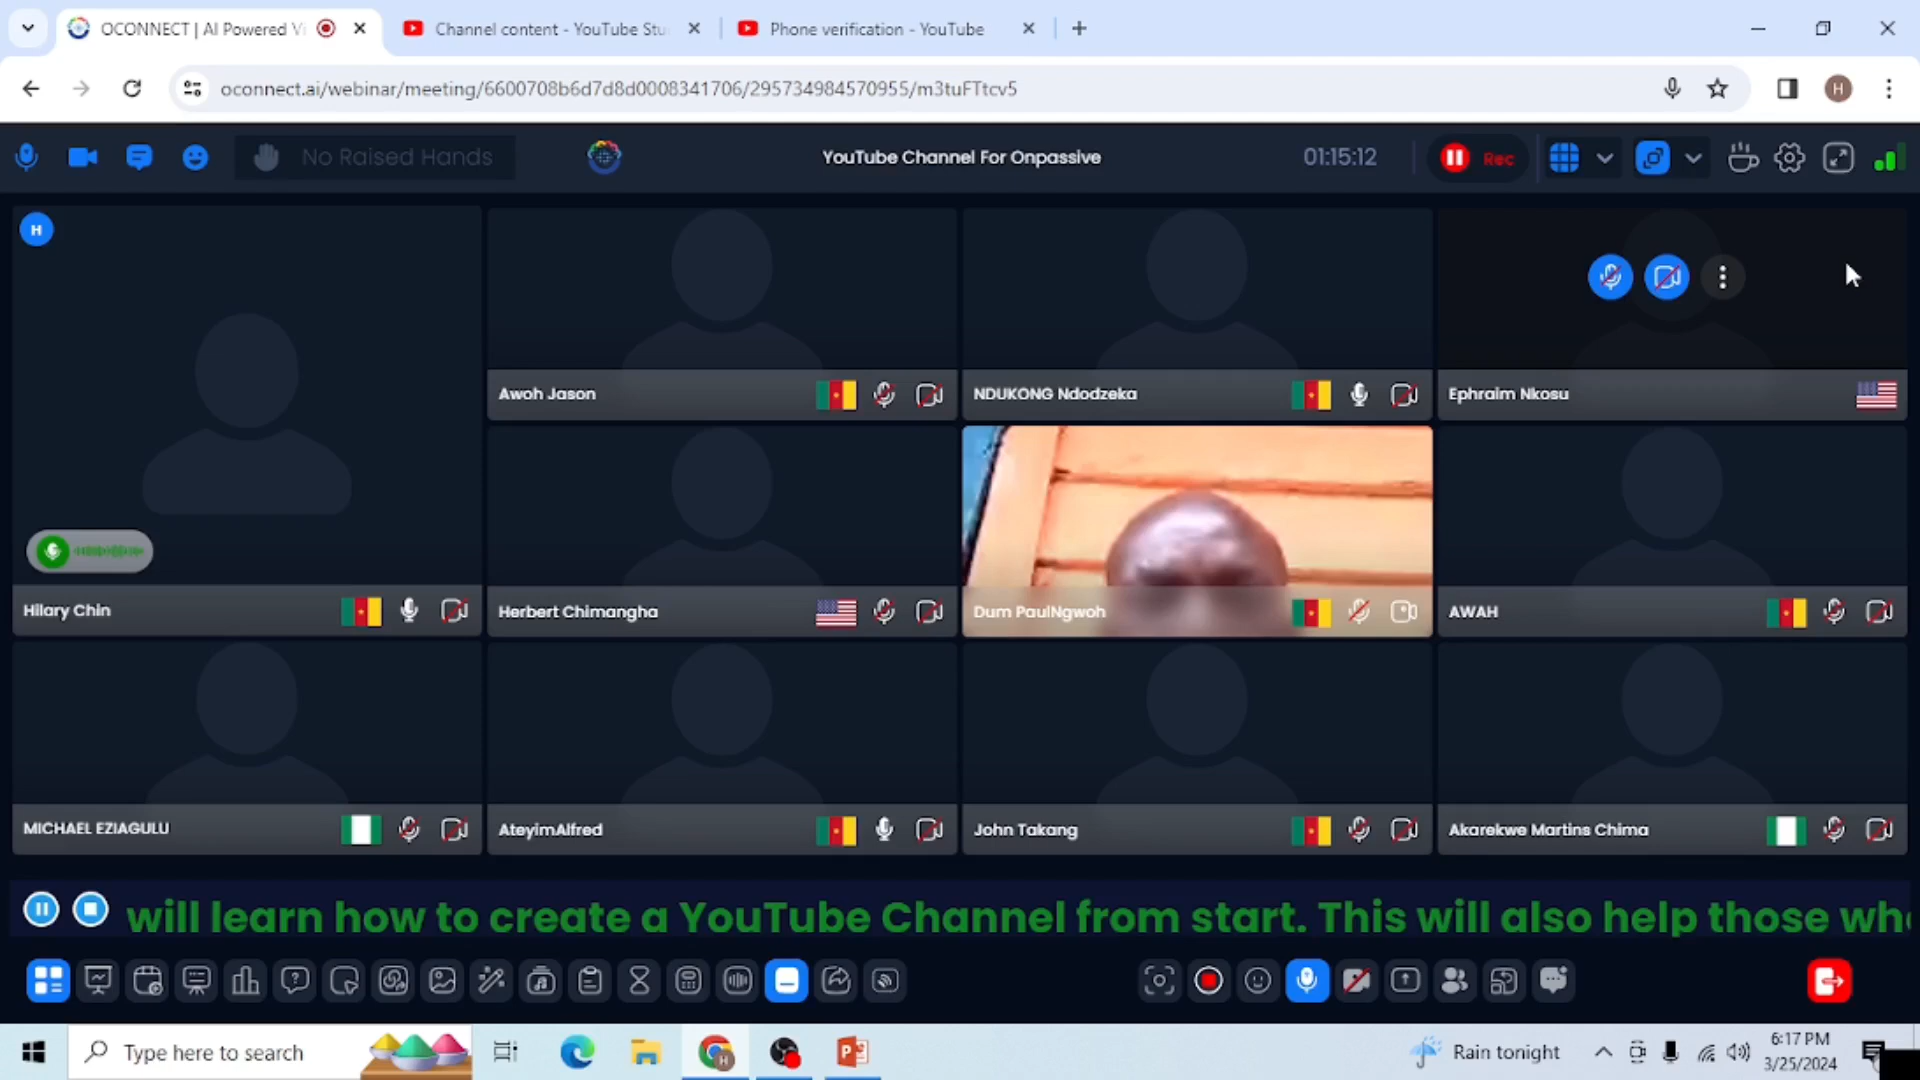 OCONNECT | AI Powered Vi
Channel content - YouTube Stu
Phone verification - YouTube
oconnect.ai/webinar/meeting/6600708b6d7d8d0008341706/295734984570955/m3tuFTtcv5
H
No Raised Hands
YouTube Channel For Onpassive
01:15:12
Rec
H
Awoh Jason
NDUKONG Ndodzeka
Ephraim Nkosu
Hilary Chin
Herbert Chimangha
Dum PaulNgwoh
AWAH
MICHAEL EZIAGULU
AteyimAlfred
John Takang
Akarekwe Martins Chima
will learn how to create a YouTube Channel from start. This will also help those who
Type here to search
Rain tonight
6:17 PM
3/25/2024